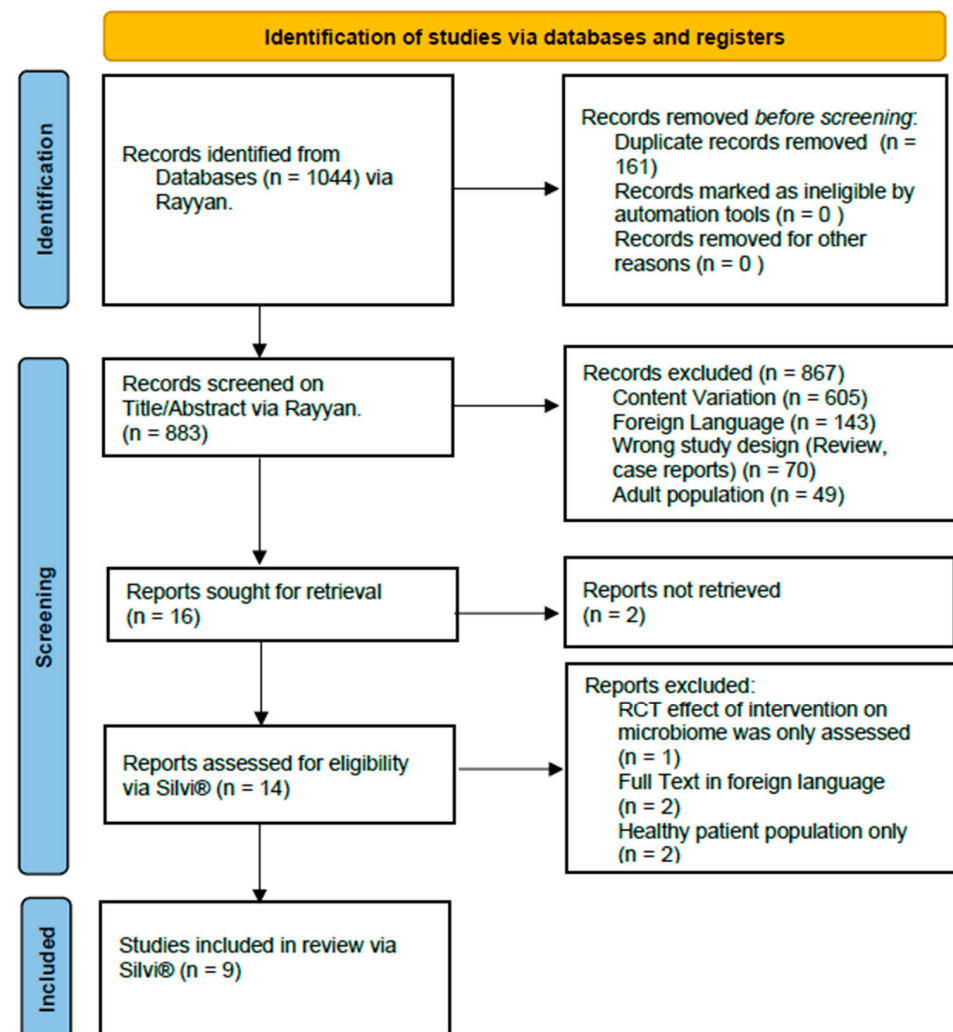 Identification of studies via databases and registers
Identification
Records identified from
Databases (n = 1044) via
Rayyan.
Records removed before screening:
Duplicate records removed (n =
161)
Records marked as ineligible by
automation tools (n = 0 )
Records removed for other
reasons (n = 0 )
Screening
Records screened on
Title/Abstract via Rayyan.
(n = 883)
Records excluded (n = 867)
Content Variation (n = 605)
Foreign Language (n = 143)
Wrong study design (Review,
case reports) (n = 70)
Adult population (n = 49)
Reports sought for retrieval
(n = 16)
Reports not retrieved
(n = 2)
Reports assessed for eligibility
via Silvi® (n = 14)
Reports excluded:
RCT effect of intervention on
microbiome was only assessed
(n = 1)
Full Text in foreign language
(n = 2)
Healthy patient population only
(n = 2)
Included
Studies included in review via
Silvi® (n = 9)